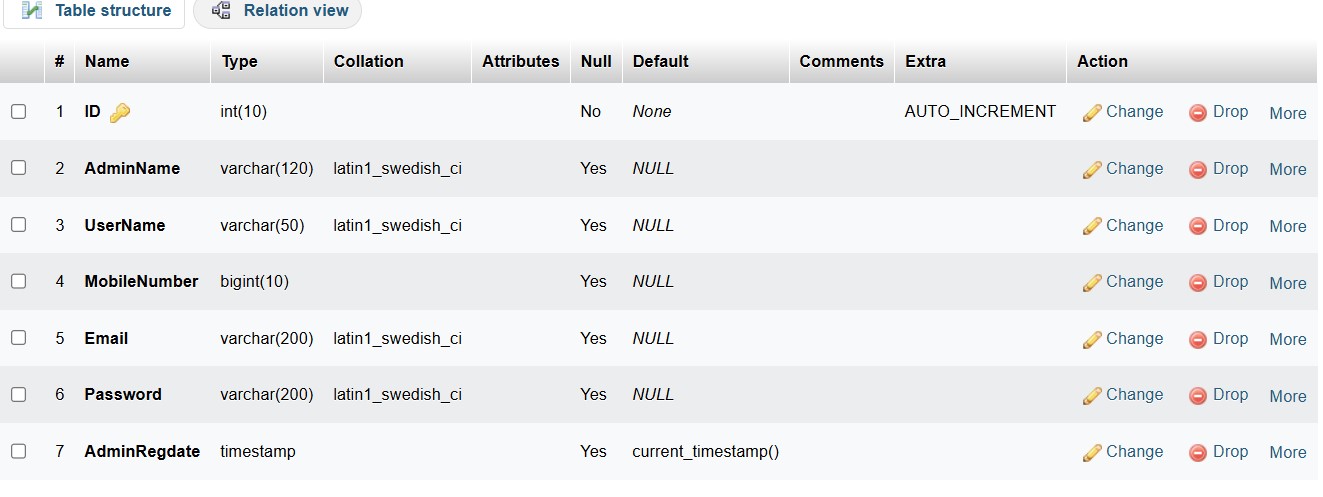 Table structure Relation view
# Name Type Collation Attributes Null Default Comments Extra Action
1 ID int(10) No None AUTO_INCREMENT Change Drop More
2 AdminName varchar(120) latin1_swedish_ci Yes NULL Change Drop More
3 UserName varchar(50) latin1_swedish_ci Yes NULL Change Drop More
4 MobileNumber bigint(10) Yes NULL Change Drop More
5 Email varchar(200) latin1_swedish_ci Yes NULL Change Drop More
6 Password varchar(200) latin1_swedish_ci Yes NULL Change Drop More
7 AdminRegdate timestamp Yes current_timestamp() Change Drop More